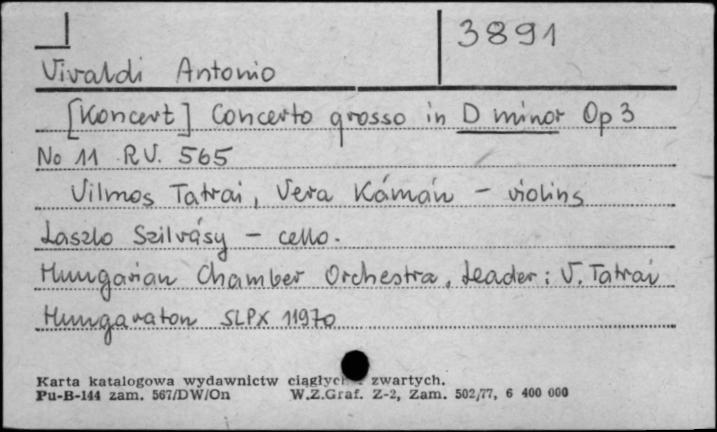 3891
Vivaldi Antonio
[Koncert] Concerto grosso in D minor Op 3
No 11 RV. 565
Vilmos Tatrai, Vera Kámán - violins
Laszlo Szilvásy - cello.
Hungarian Chamber Orchestra, Leader: V. Tatrai
Hungaraton SLPX 11970
Karta katalogowa wydawnictw ciągłych zwartych.
Pu-B-144 zam. 567/DW/On W.Z.Graf. Z-2, Zam. 502/77, 6 400 000